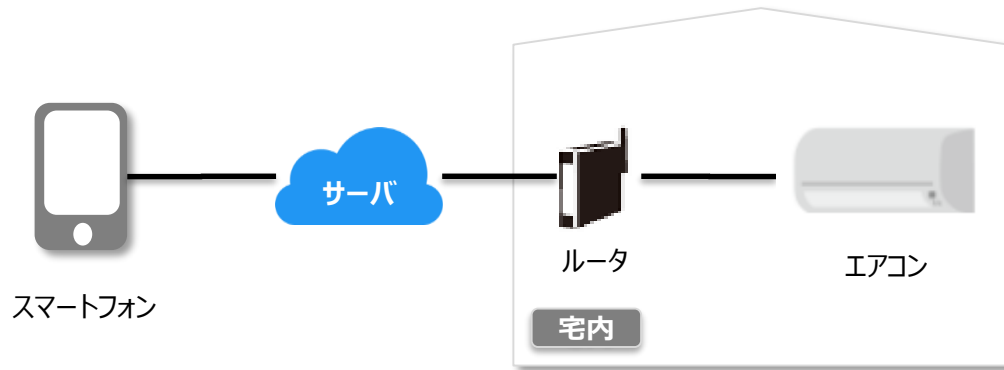 サーバ
ルータ
エアコン
スマートフォン
宅内